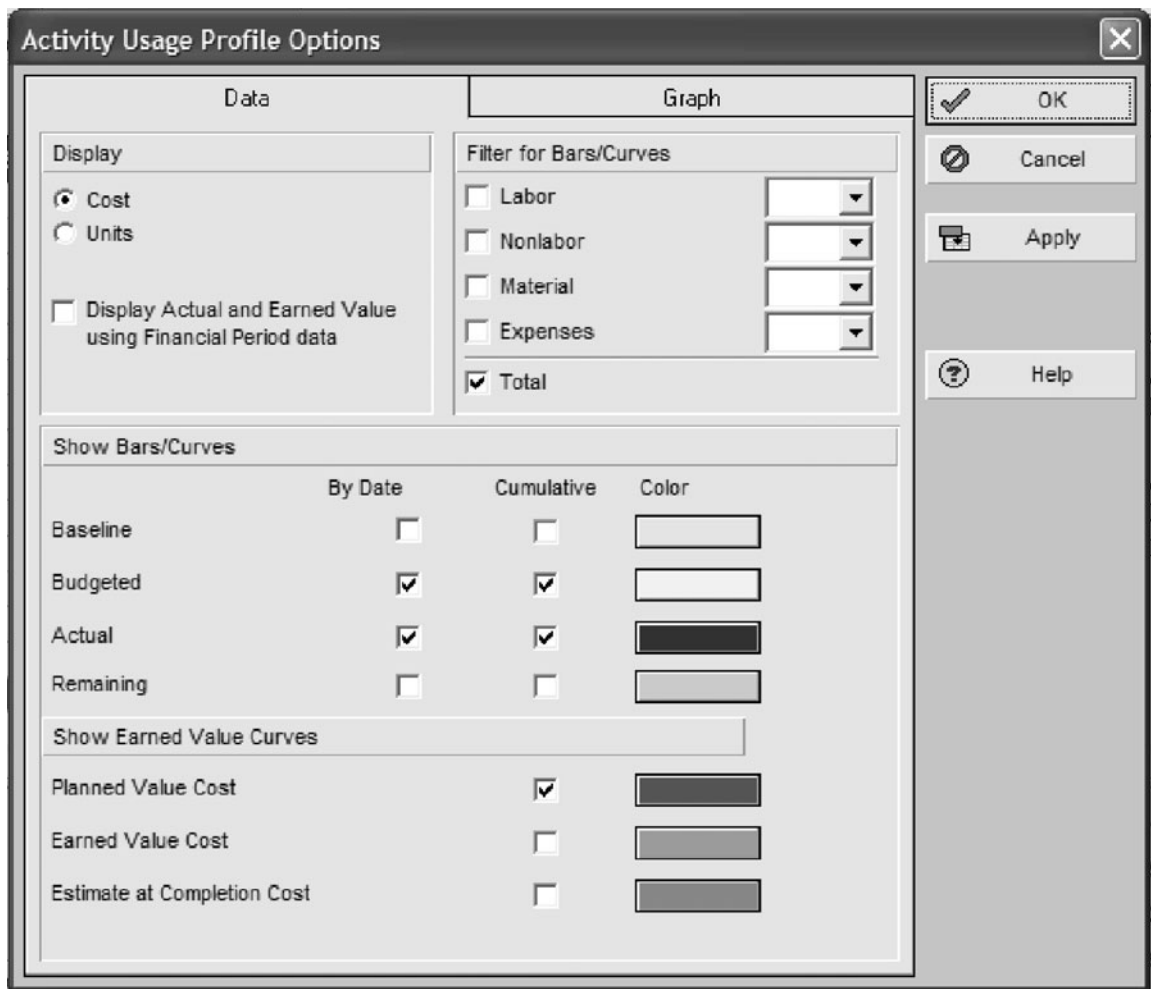 Activity Usage Profile Options
Data
Graph
OK
Cancel
Apply
Help
Display
Cost
Units
Display Actual and Earned Value
using Financial Period data
Filter for Bars/Curves
Labor
Nonlabor
Material
Expenses
Total
Show Bars/Curves
By Date Cumulative Color
Baseline
Budgeted
Actual
Remaining
Show Earned Value Curves
Planned Value Cost
Earned Value Cost
Estimate at Completion Cost